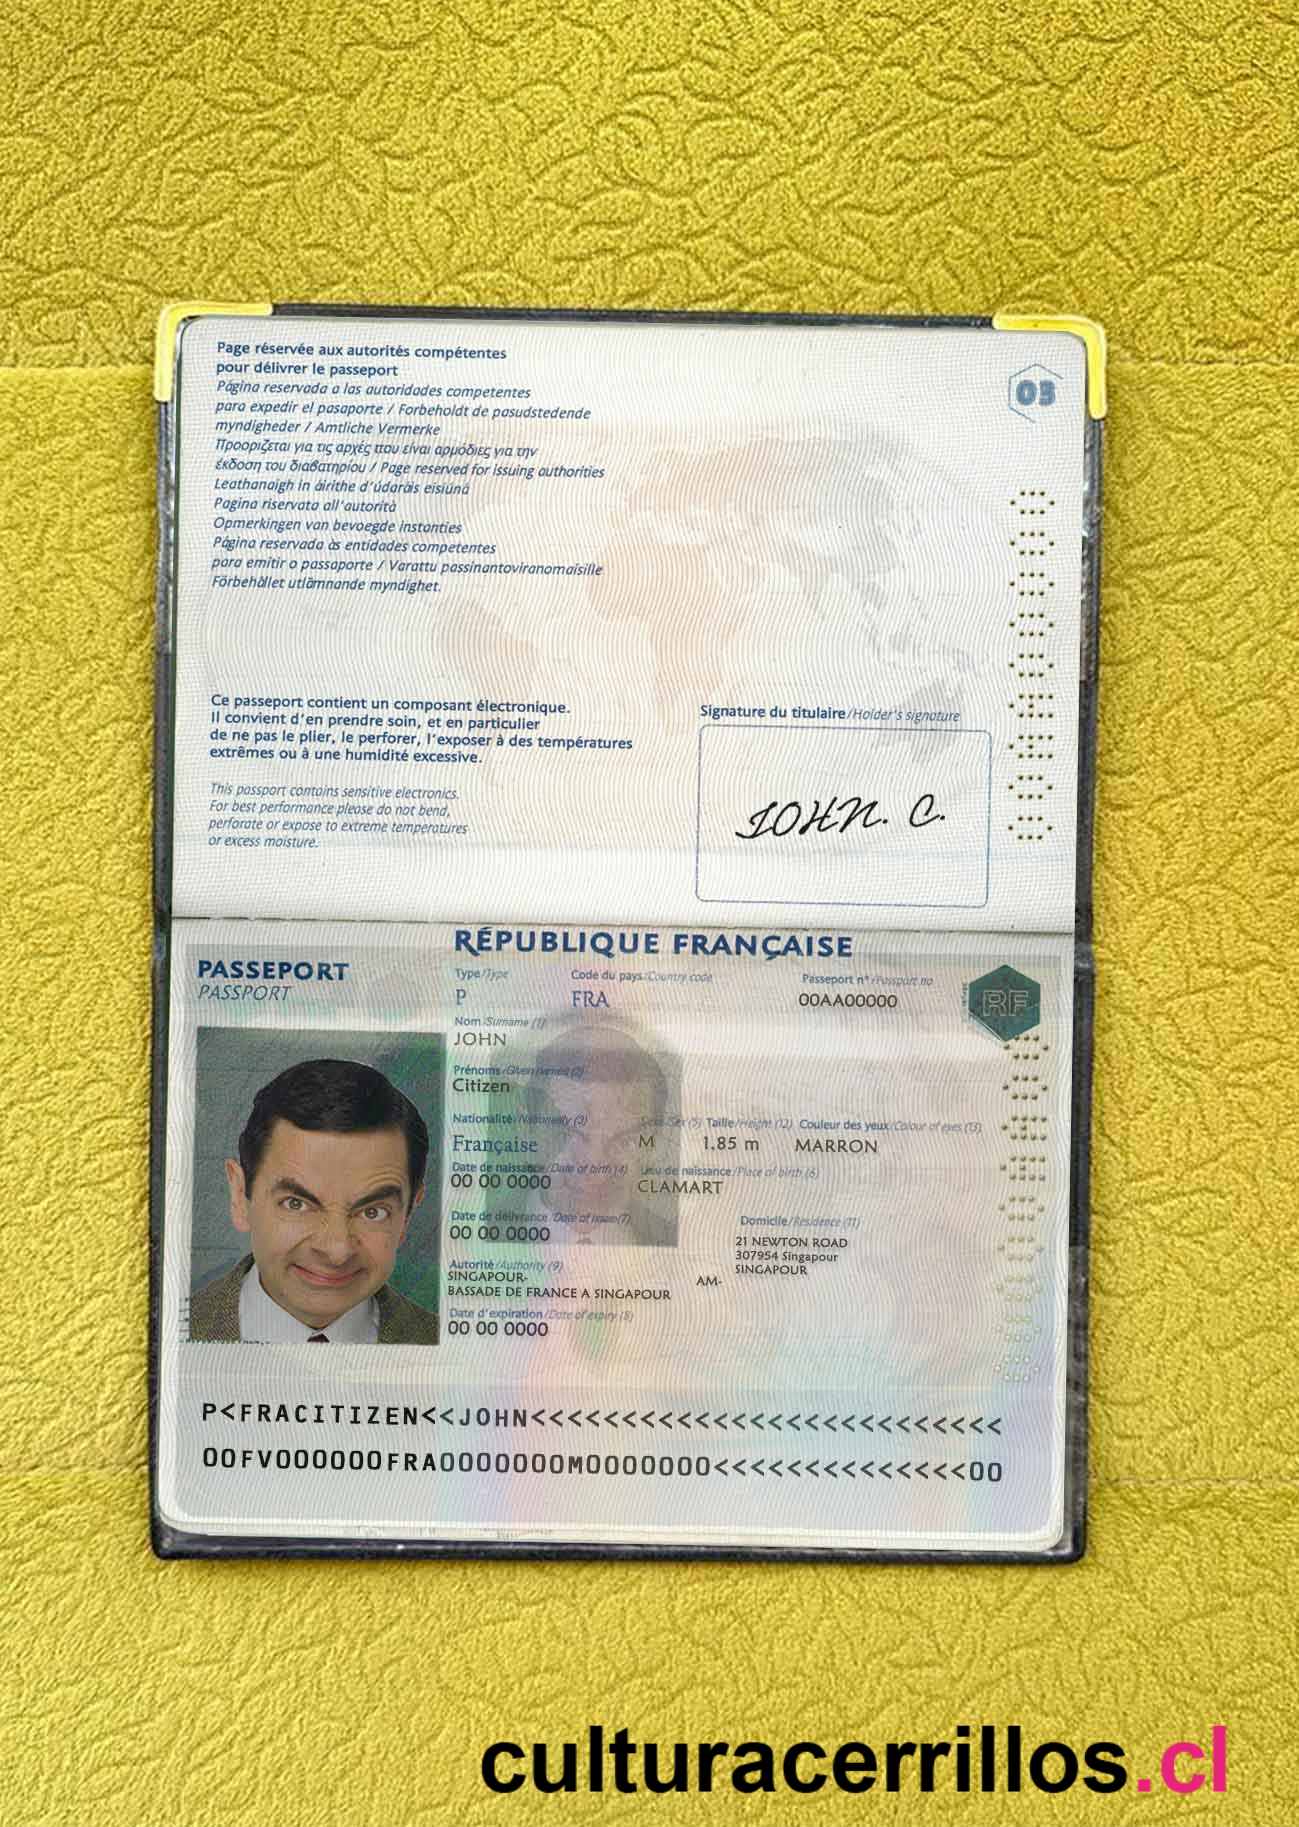 Page réservée aux autorités compétentes
pour délivrer le passeport
Página reservada a las autoridades competentes
para expedir el pasaporte / Forbeholdt de pasudstedende
myndigheder / Amtliche Vermerke
Προορίζεται για τις αρχές που είναι αρμόδιες για την
έκδοση του διαβατηρίου / Page reserved for issuing authorities
Leathanaigh in áirithe d'údaráis eisiúná
Pagina riservata all'autorità
Opmerkingen van bevoegde instanties
Página reservada às entidades competentes
para emitir o passaporte / Varattu passinantoviranomaisille
Förbehållet utlämnande myndighet.
03
Ce passeport contient un composant électronique.
Il convient d'en prendre soin, et en particulier
de ne pas le plier, le perforer, l'exposer à des températures
extrêmes ou à une humidité excessive.
This passport contains sensitive electronics.
For best performance please do not bend,
perforate or expose to extreme temperatures
or excess moisture.
Signature du titulaire/Holder's signature
JOHN. C.
RÉPUBLIQUE FRANÇAISE
PASSEPORT
PASSPORT
Type/Type Code du pays/Country code Passeport n°/Passport no
P FRA 00AA00000
RF
Nom/Surname (1)
JOHN
Prénoms/Given names (2)
Citizen
Nationalité/Nationality (3) Sexe/Sex (5) Taille/Height (12) Couleur des yeux/Colour of eyes (13)
Française M 1,85 m MARRON
Date de naissance/Date of birth (4) Lieu de naissance/Place of birth (6)
00 00 0000 CLAMART
Date de délivrance/Date of issue(7) Domicile/Residence (11)
00 00 0000 21 NEWTON ROAD
307954 Singapour
SINGAPOUR
Autorité/Authority (9)
SINGAPOUR- AM-
BASSADE DE FRANCE A SINGAPOUR
Date d'expiration/Date of expiry (8)
00 00 0000
P<FRACITIZEN<<JOHN<<<<<<<<<<<<<<<<<<<<<<<<<<
00FV000000FRA0000000M0000000<<<<<<<<<<<<<<00
culturacerrillos.cl